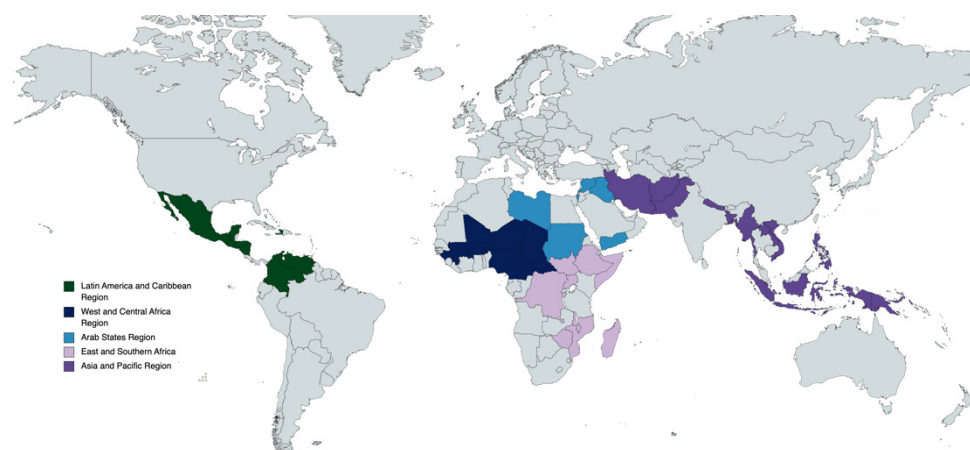 Latin America and Caribbean
Region
West and Central Africa
Region
Arab States Region
East and Southern Africa
Asia and Pacific Region